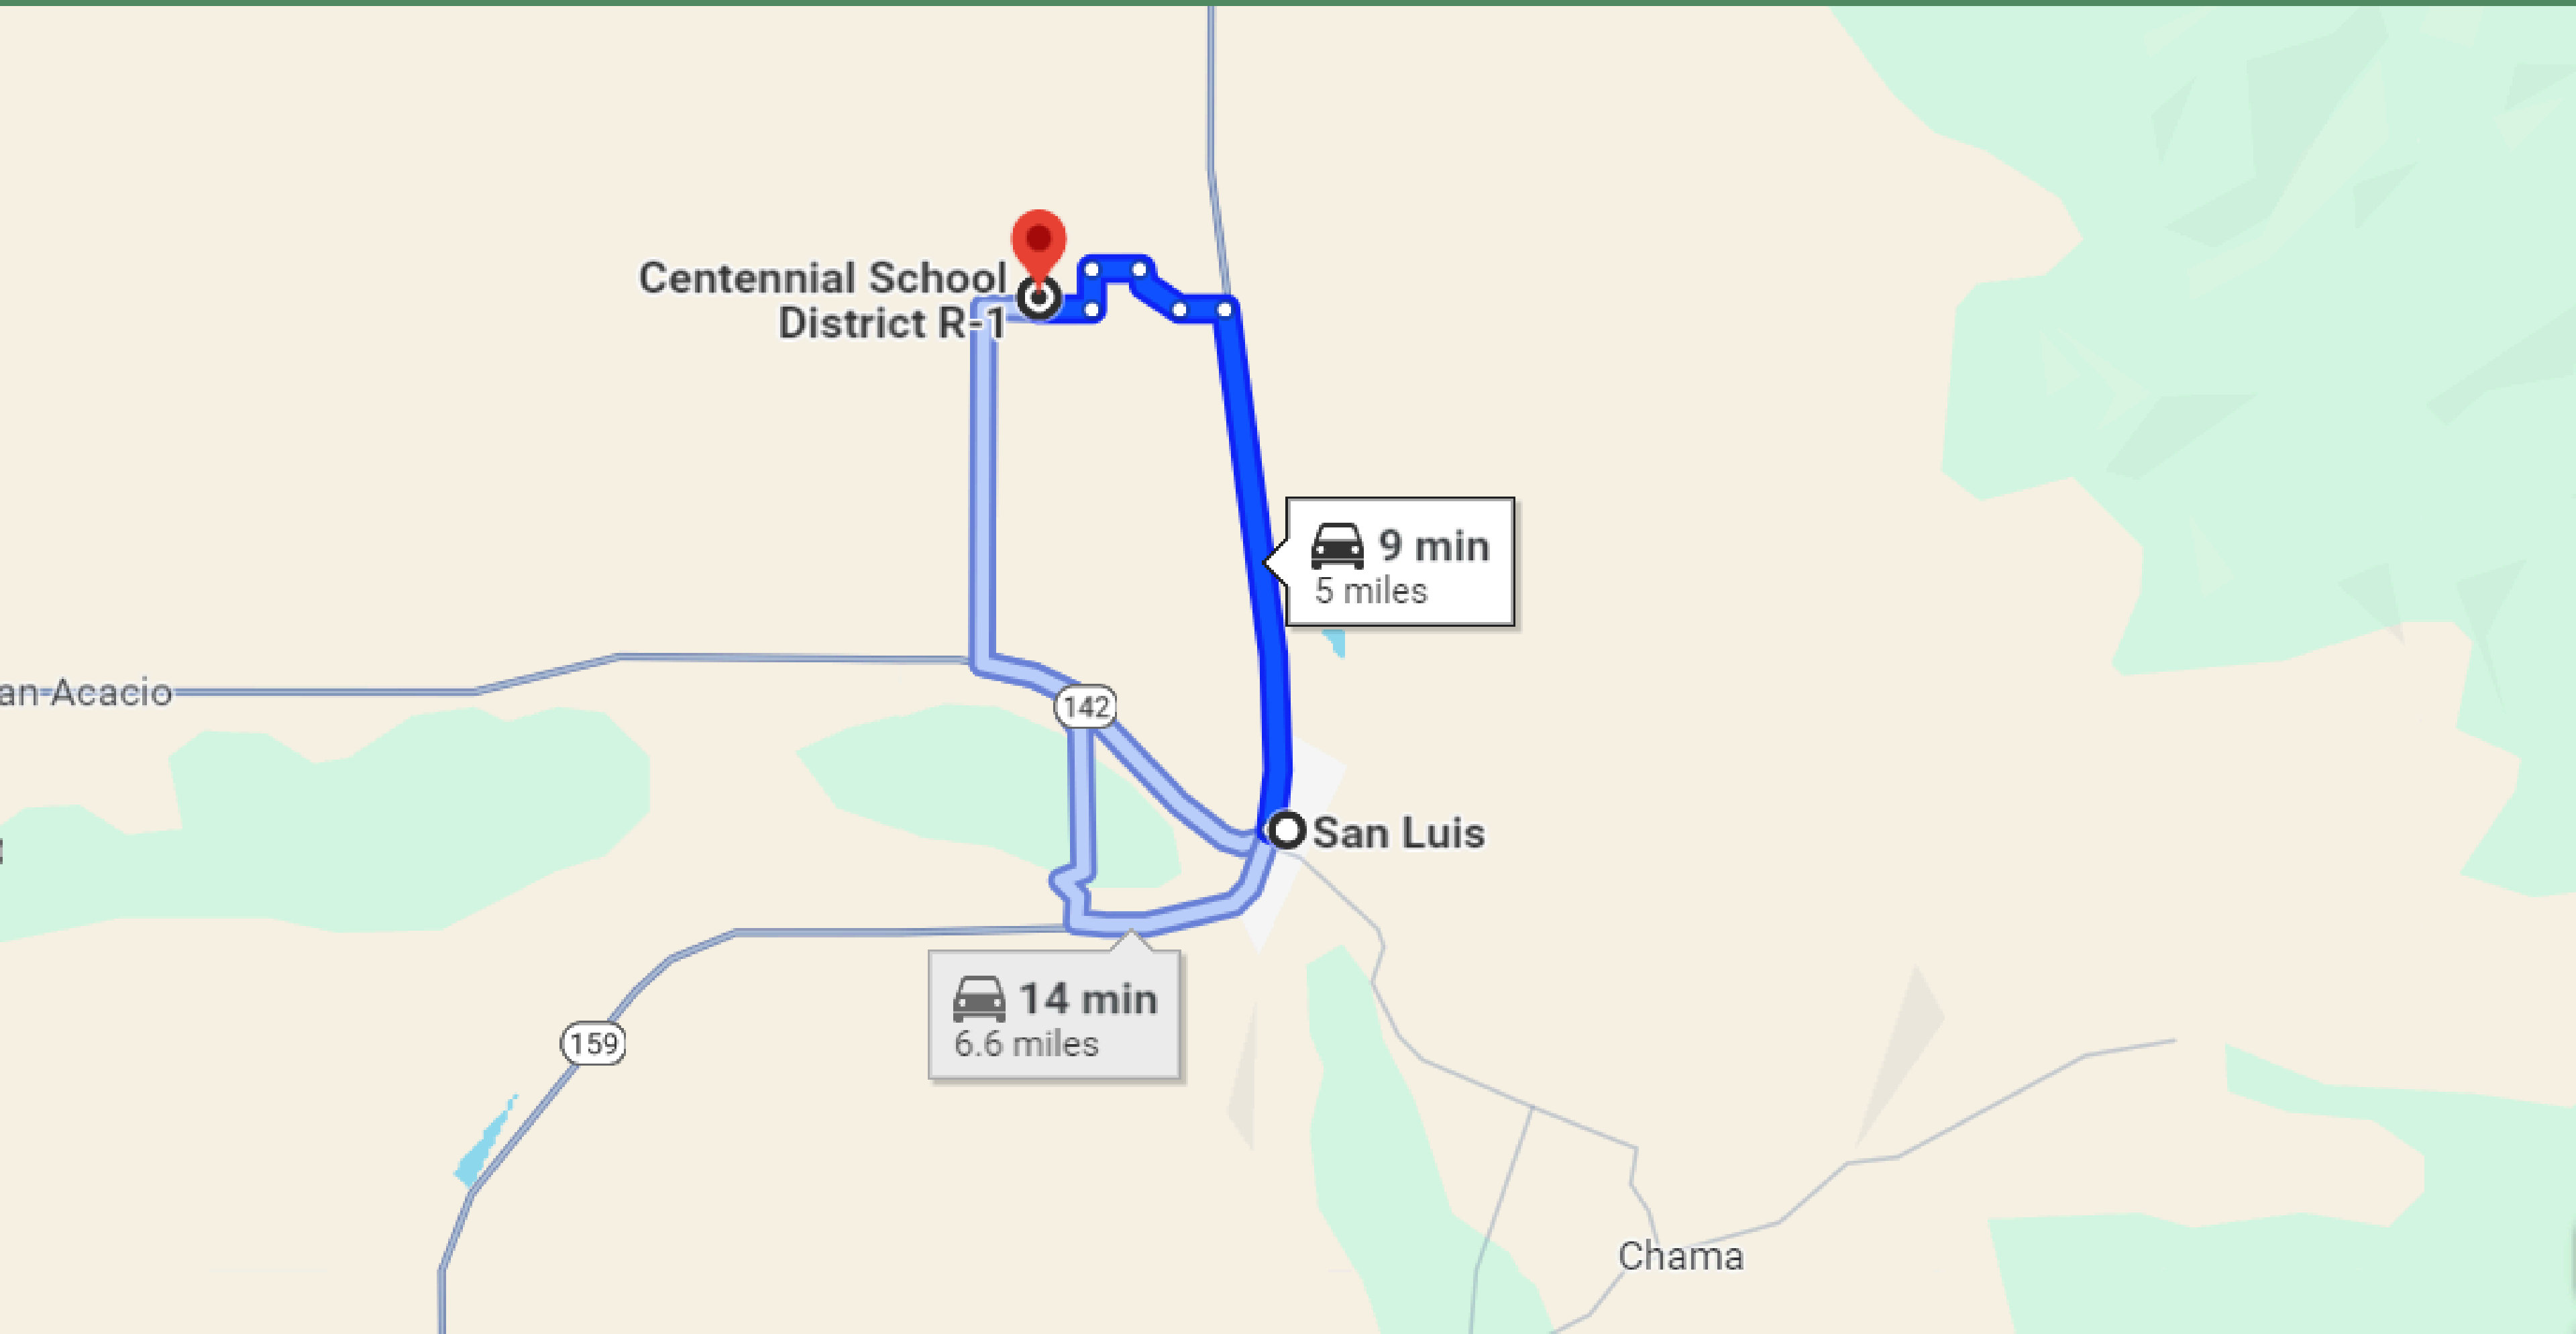 Centennial School
District R-1
9 min
5 miles
an Acacio
142
San Luis
14 min
6.6 miles
159
Chama